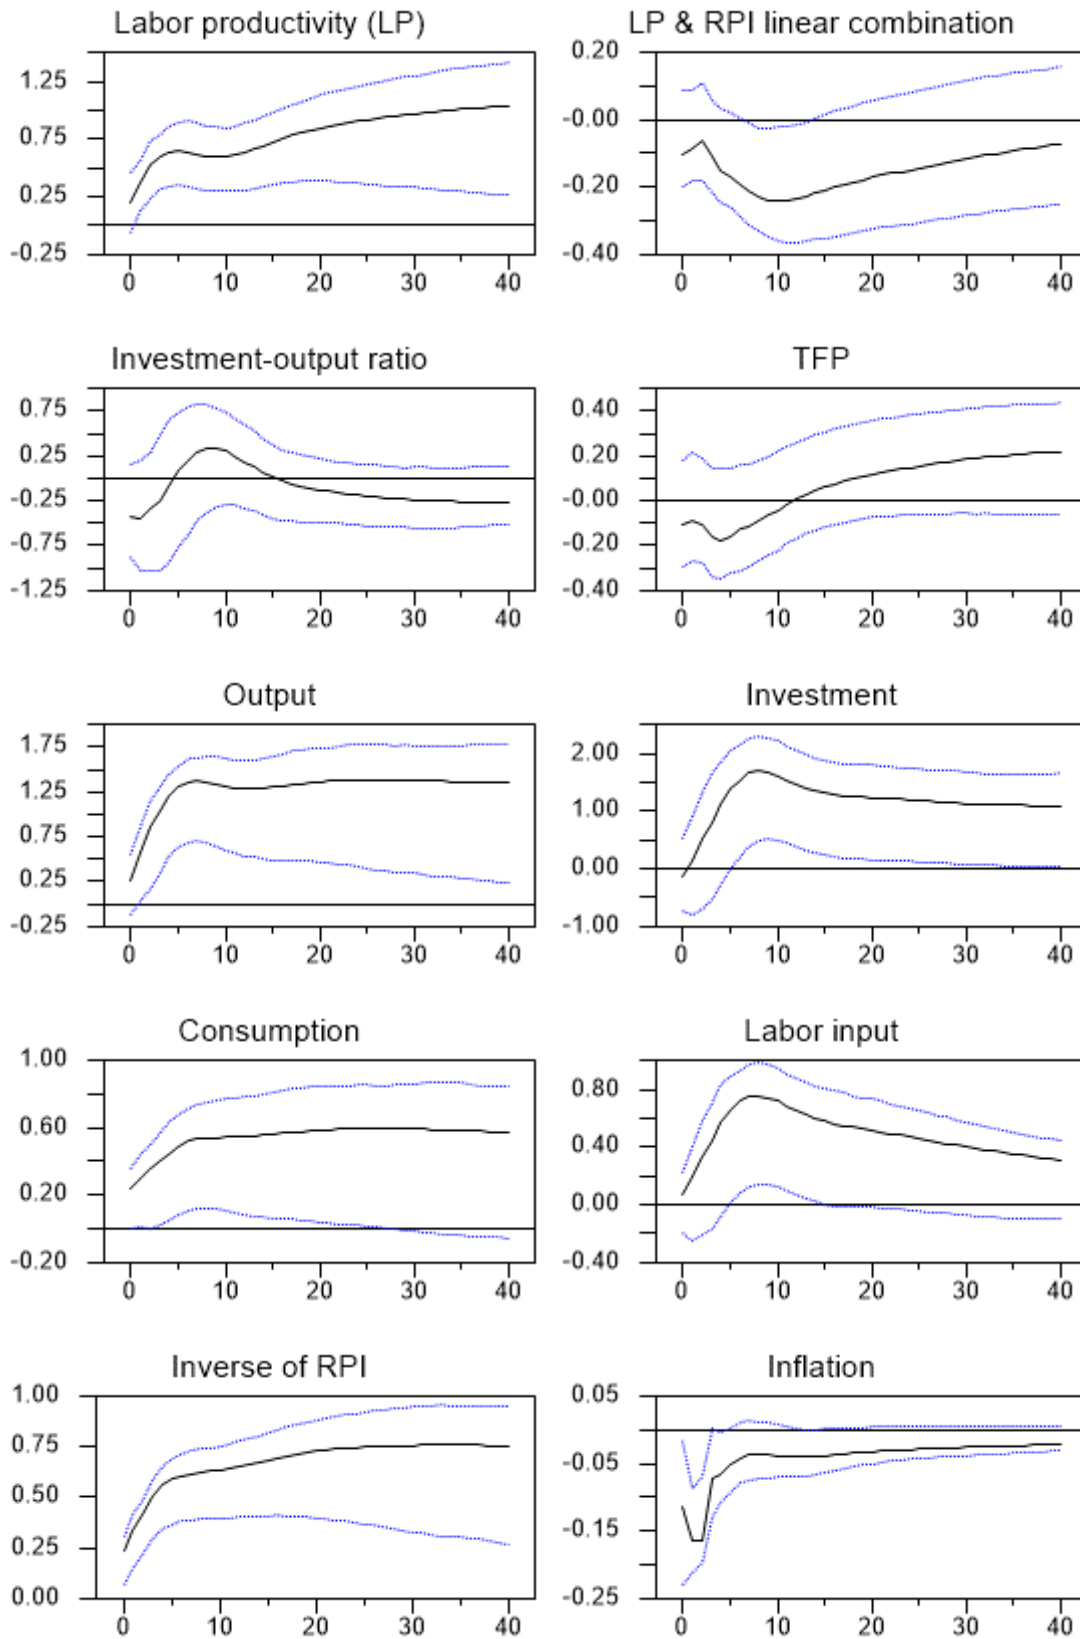 Labor productivity (LP)
1.25
0.75
0.25
-0.25
0 10 20 30 40
LP & RPI linear combination
0.20
-0.00
-0.20
-0.40
0 10 20 30 40
Investment-output ratio
0.75
0.25
-0.25
-0.75
-1.25
0 10 20 30 40
TFP
0.40
0.20
-0.00
-0.20
-0.40
0 10 20 30 40
Output
1.75
1.25
0.75
0.25
-0.25
0 10 20 30 40
Investment
2.00
1.00
0.00
-1.00
0 10 20 30 40
Consumption
1.00
0.60
0.20
-0.20
0 10 20 30 40
Labor input
0.80
0.40
0.00
-0.40
0 10 20 30 40
Inverse of RPI
1.00
0.75
0.50
0.25
0.00
0 10 20 30 40
Inflation
0.05
-0.05
-0.15
-0.25
0 10 20 30 40